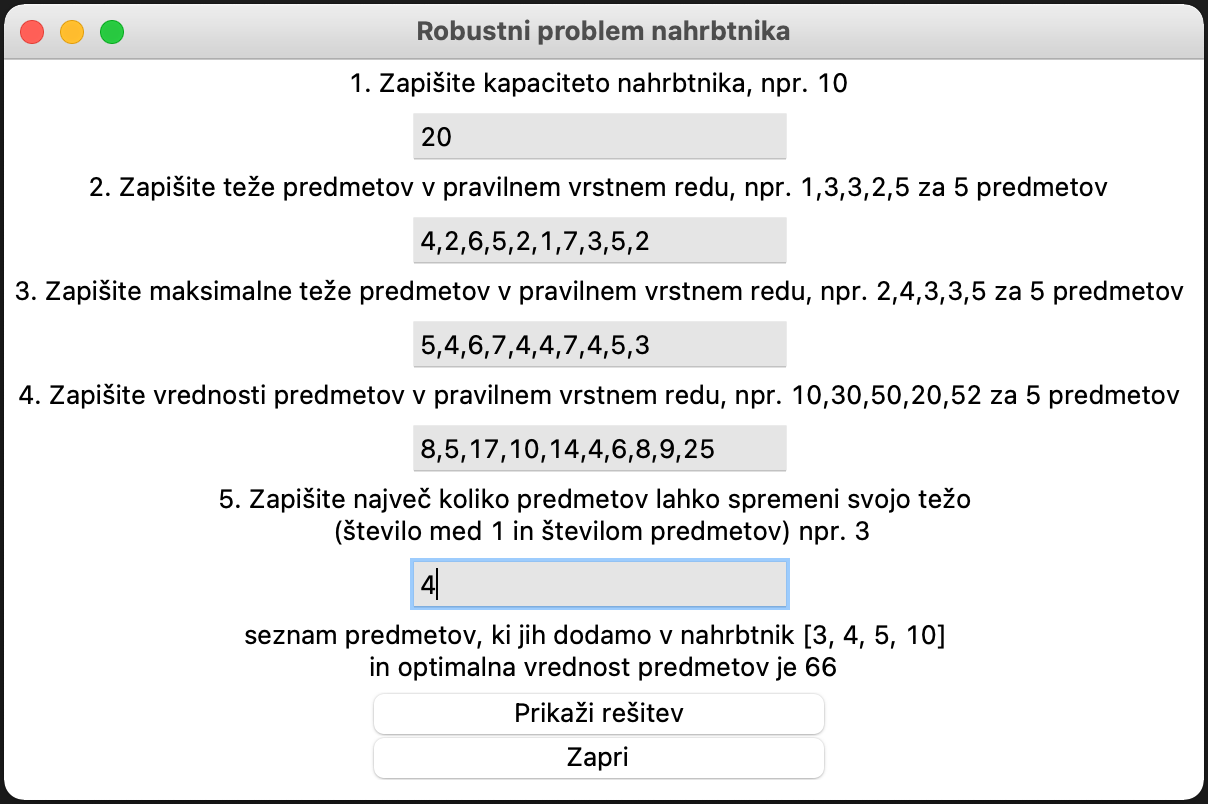 Robustni problem nahrbtnika
1. Zapišite kapaciteto nahrbtnika, npr. 10
20
2. Zapišite teže predmetov v pravilnem vrstnem redu, npr. 1,3,3,2,5 za 5 predmetov
4,2,6,5,2,1,7,3,5,2
3. Zapišite maksimalne teže predmetov v pravilnem vrstnem redu, npr. 2,4,3,3,5 za 5 predmetov
5,4,6,7,4,4,7,4,5,3
4. Zapišite vrednosti predmetov v pravilnem vrstnem redu, npr. 10,30,50,20,52 za 5 predmetov
8,5,17,10,14,4,6,8,9,25
5. Zapišite največ koliko predmetov lahko spremeni svojo težo
(število med 1 in številom predmetov) npr. 3
4
seznam predmetov, ki jih dodamo v nahrbtnik [3, 4, 5, 10]
in optimalna vrednost predmetov je 66
Prikaži rešitev
Zapri